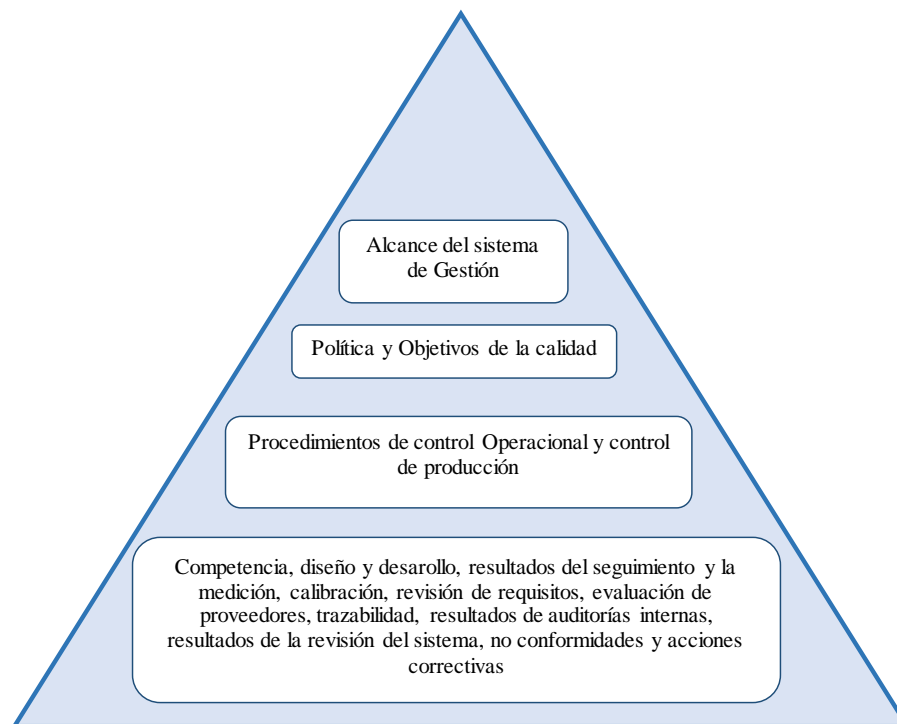 Alcance del sistema
de Gestión
Política y Objetivos de la calidad
Procedimientos de control Operacional y control
de producción
Competencia, diseño y desarollo, resultados del seguimiento y la
medición, calibración, revisión de requisitos, evaluación de
proveedores, trazabilidad, resultados de auditorías internas,
resultados de la revisión del sistema, no conformidades y acciones
correctivas